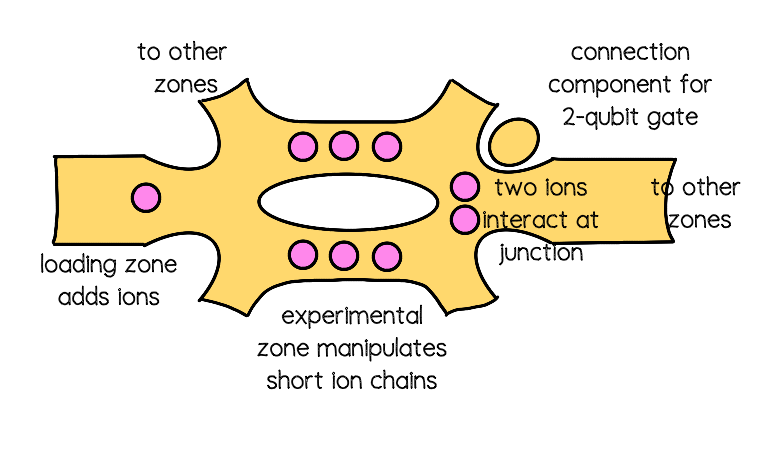 to other
zones
connection
component for
2-qubit gate
two ions
interact at
junction
to other
zones
loading zone
adds ions
experimental
zone manipulates
short ion chains